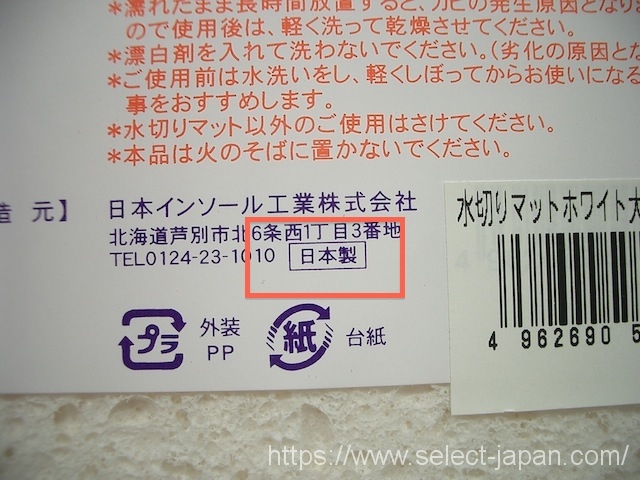 *濡れたまま長時間放置すると、カビの発生原因となりま
ので使用後は、軽く洗って乾燥させてください。
*漂白剤を入れて洗わないでください。(劣化の原因とな
*ご使用前は水洗いをし、軽くしぼってからお使いになる
事をおすすめします。
*水切りマット以外のご使用はさけてください。
*本品は火のそばに置かないでください。
造 元】 日本インソール工業株式会社
北海道芦別市北6条西1丁目3番地
TEL0124-23-1010 日本製
プラ 外装
PP
紙 台紙
水切りマットホワイト大
4 962690 5
https://www.select-japan.com/